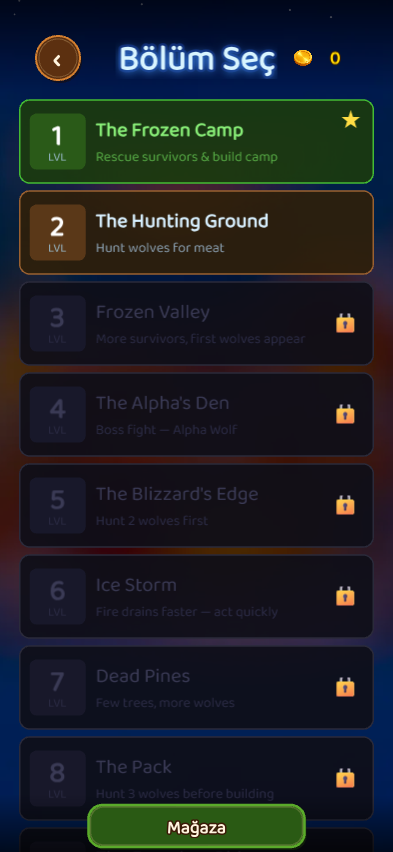 Bölüm Seç
0
1
LVL
The Frozen Camp
Rescue survivors & build camp
2
LVL
The Hunting Ground
Hunt wolves for meat
3
LVL
Frozen Valley
More survivors, first wolves appear
4
LVL
The Alpha's Den
Boss fight — Alpha Wolf
5
LVL
The Blizzard's Edge
Hunt 2 wolves first
6
LVL
Ice Storm
Fire drains faster — act quickly
7
LVL
Dead Pines
Few trees, more wolves
8
LVL
The Pack
Hunt 3 wolves before building
Mağaza